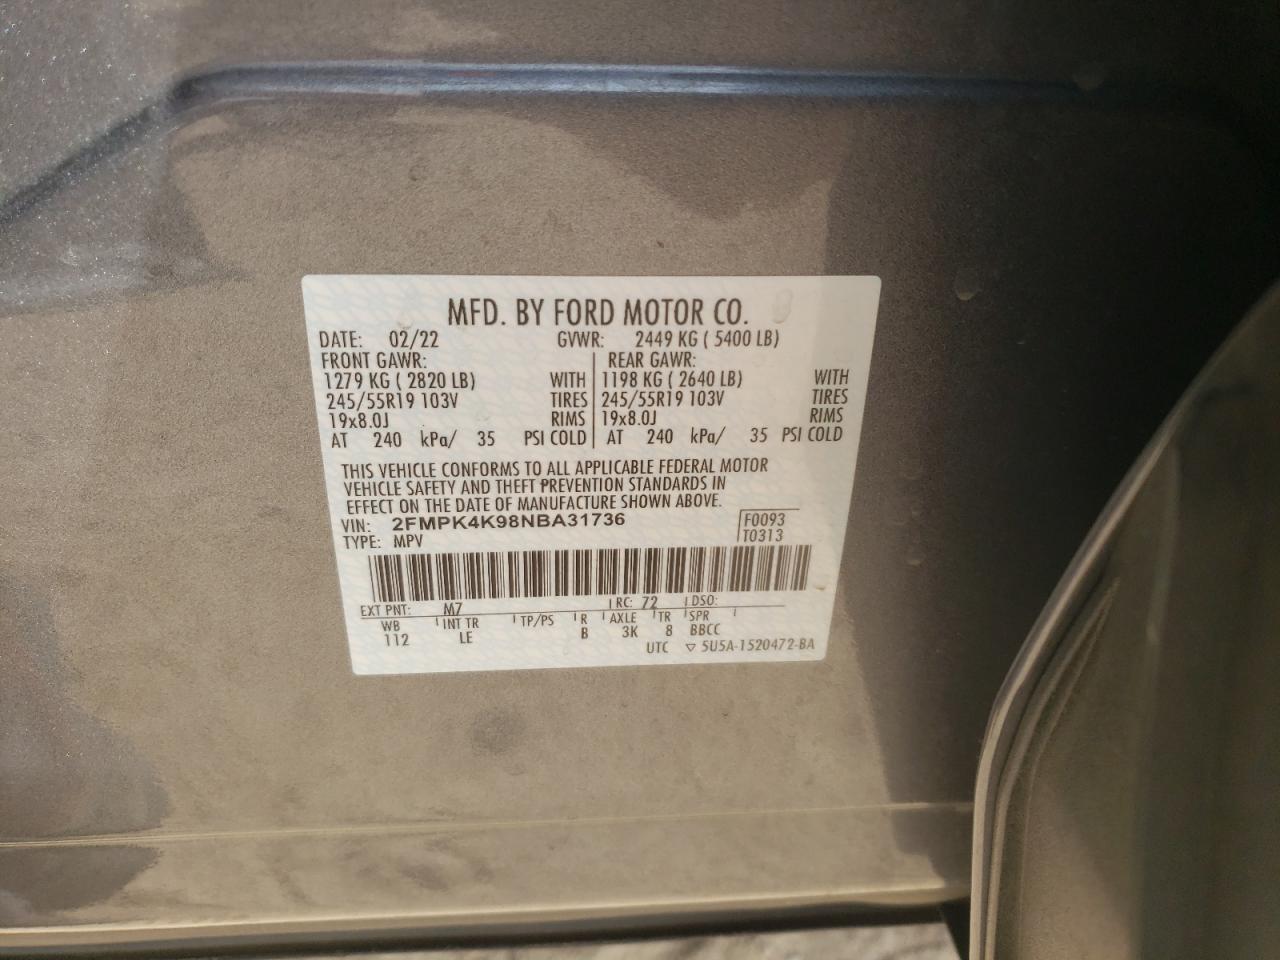 MFD. BY FORD MOTOR CO.
DATE: 02/22 GVWR: 2449 KG ( 5400 LB)
FRONT GAWR: REAR GAWR:
1279 KG ( 2820 LB) WITH 1198 KG ( 2640 LB) WITH
245/55R19 103V TIRES 245/55R19 103V TIRES
19x8.0J RIMS 19x8.0J RIMS
AT 240 kPa/ 35 PSI COLD AT 240 kPa/ 35 PSI COLD
THIS VEHICLE CONFORMS TO ALL APPLICABLE FEDERAL MOTOR
VEHICLE SAFETY AND THEFT PREVENTION STANDARDS IN
EFFECT ON THE DATE OF MANUFACTURE SHOWN ABOVE.
VIN: 2FMPK4K98NBA31736 F0093
TYPE: MPV T0313
EXT PNT: M7 RC: 72 DSO:
WB INT TR TP/PS R AXLE TR SPR
112 LE B 3K 8 BBCC
UTC ▽ 5U5A-1520472-BA